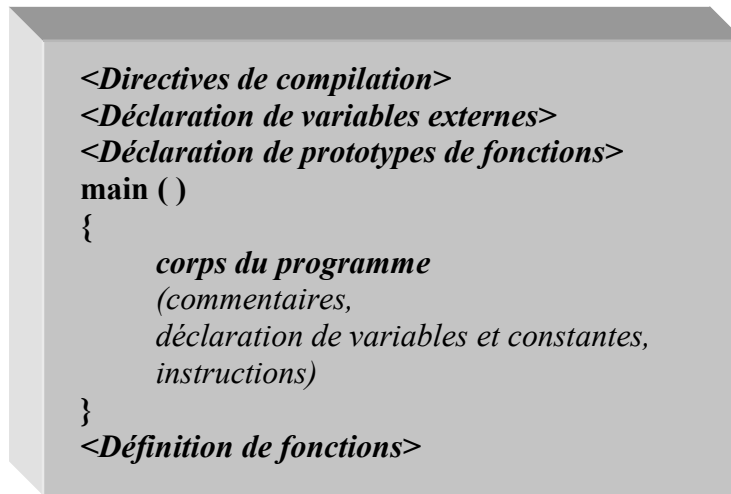 <Directives de compilation>
<Déclaration de variables externes>
<Déclaration de prototypes de fonctions>
main ( )
{
corps du programme
(commentaires,
déclaration de variables et constantes,
instructions)
}
<Définition de fonctions>